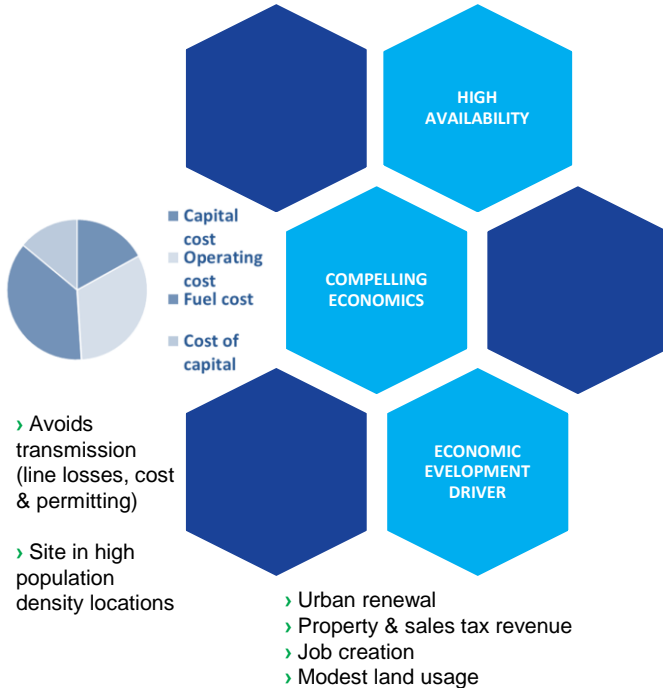 HIGH
AVAILABILITY
Capital
cost
Operating
cost
Fuel cost
Cost of
capital
COMPELLING
ECONOMICS
› Avoids
transmission
(line losses, cost
& permitting)
› Site in high
population
density locations
ECONOMIC
EVELOPMENT
DRIVER
› Urban renewal
› Property & sales tax revenue
› Job creation
› Modest land usage